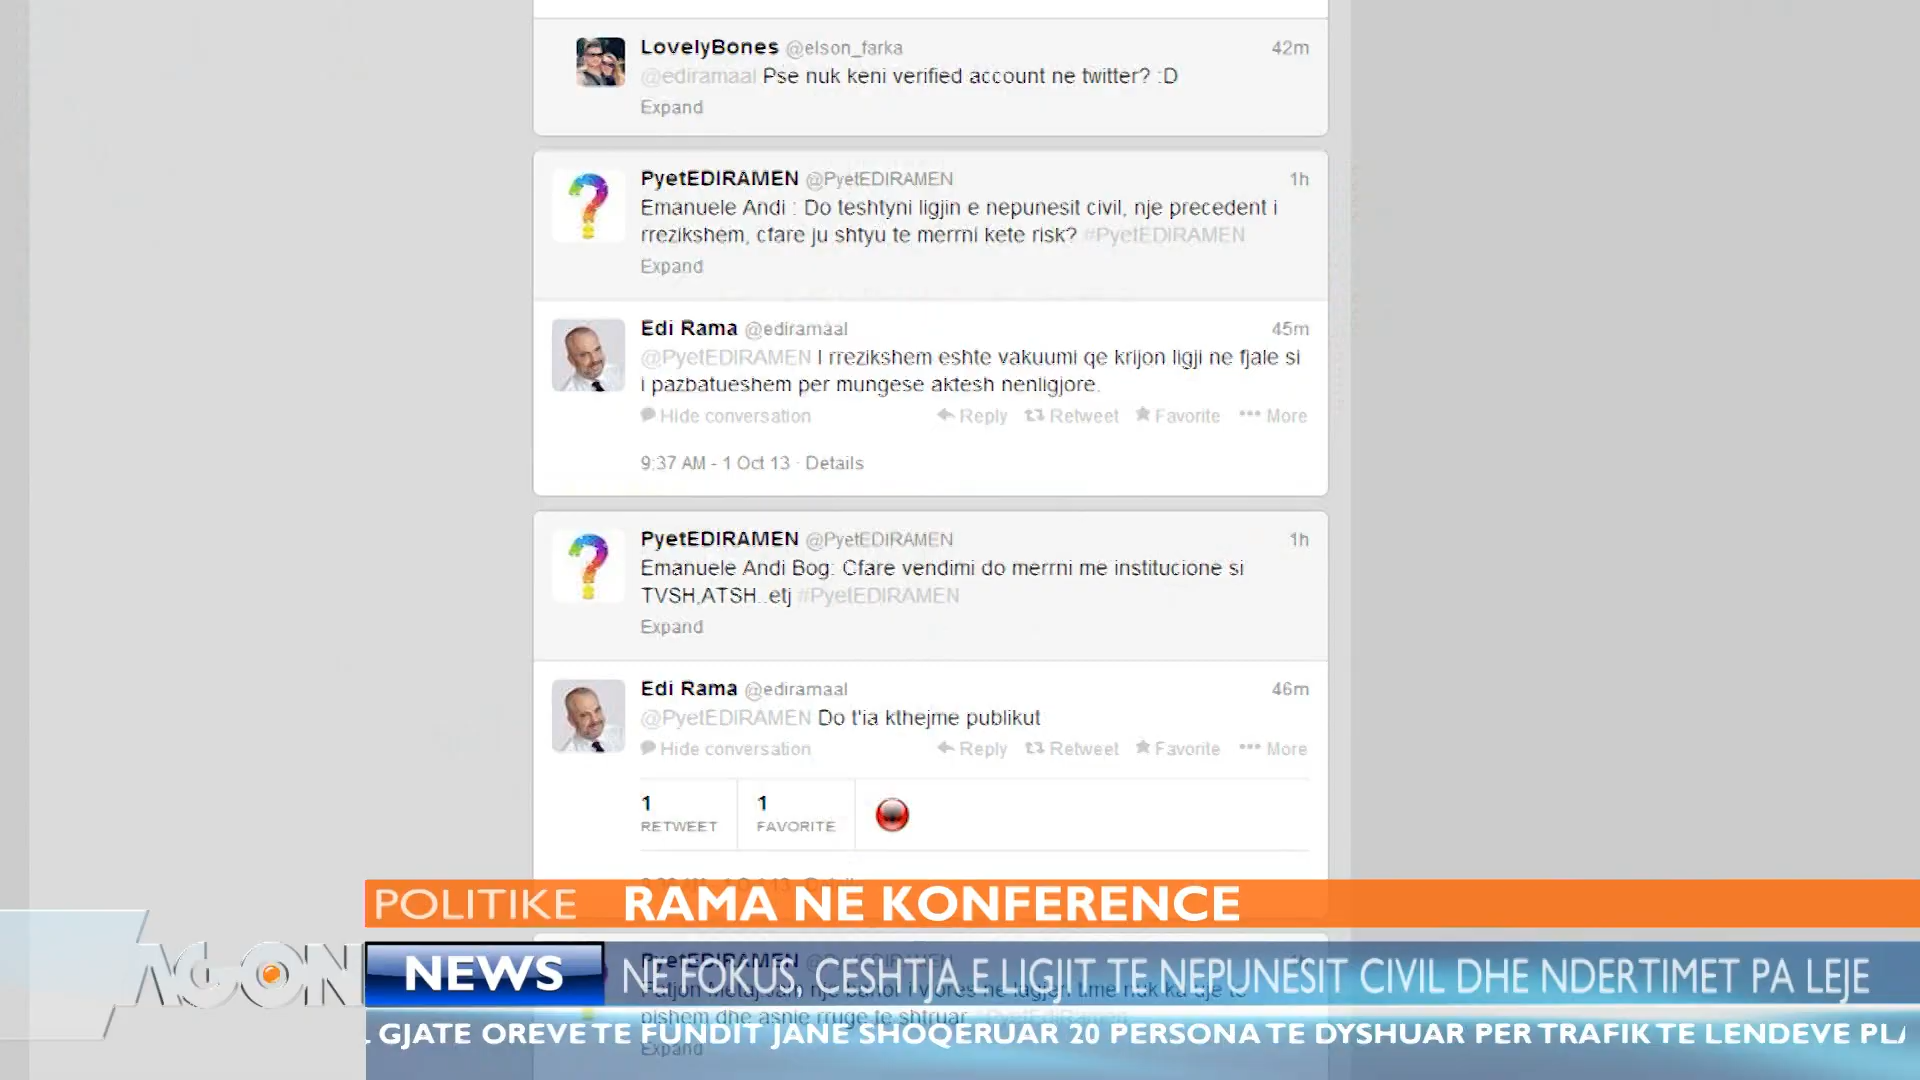 LovelyBones @elson_farka 42m
@ediramaal Pse nuk keni verified account ne twitter? :D
Expand
PyetEDIRAMEN @PyetEDIRAMEN 1h
Emanuele Andi : Do teshtyni ligjin e nepunesit civil, nje precedent i
rrezikshem, cfare ju shtyu te merrni kete risk? #PyetEDIRAMEN
Expand
Edi Rama @ediramaal 45m
@PyetEDIRAMEN I rrezikshem eshte vakuumi qe krijon ligji ne fjale si
i pazbatueshem per mungese aktesh nenligjore.
Hide conversation Reply Retweet Favorite More
9:37 AM - 1 Oct 13 · Details
PyetEDIRAMEN @PyetEDIRAMEN 1h
Emanuele Andi Bog: Cfare vendimi do merrni me institucione si
TVSH,ATSH..etj #PyetEDIRAMEN
Expand
Edi Rama @ediramaal 46m
@PyetEDIRAMEN Do t'ia kthejme publikut
Hide conversation Reply Retweet Favorite More
1 1
RETWEET FAVORITE
POLITIKE RAMA NE KONFERENCE
AGON NEWS NE FOKUS, CESHTJA E LIGJIT TE NEPUNESIT CIVIL DHE NDERTIMET PA LEJE
pishem dhe asnje rruge te shtruar
GJATE OREVE TE FUNDIT JANE SHOQERUAR 20 PERSONA TE DYSHUAR PER TRAFIK TE LENDEVE PLA
Expand